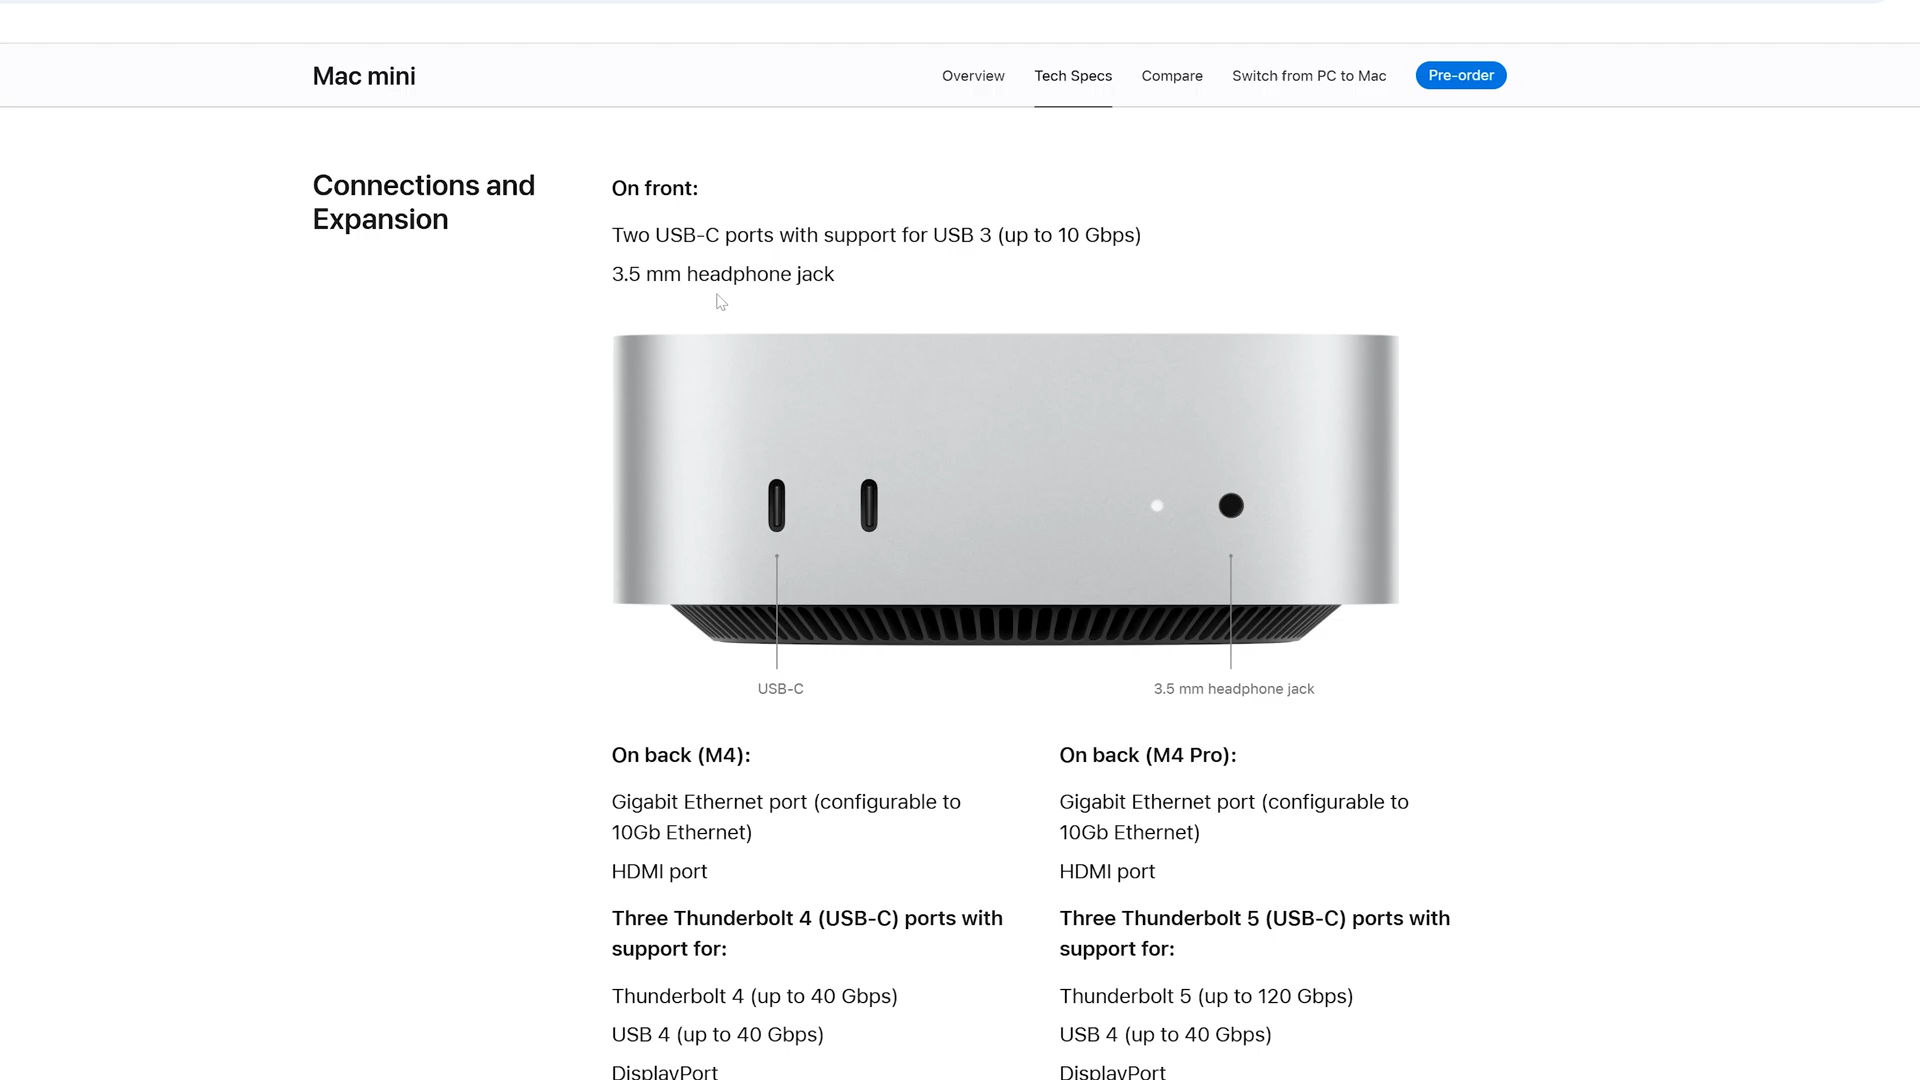 Mac mini
Overview
Tech Specs
Compare
Switch from PC to Mac
Pre-order
Connections and
Expansion
On front:
Two USB-C ports with support for USB 3 (up to 10 Gbps)
3.5 mm headphone jack
USB-C
3.5 mm headphone jack
On back (M4):
Gigabit Ethernet port (configurable to
10Gb Ethernet)
HDMI port
Three Thunderbolt 4 (USB-C) ports with
support for:
Thunderbolt 4 (up to 40 Gbps)
USB 4 (up to 40 Gbps)
DisplayPort
On back (M4 Pro):
Gigabit Ethernet port (configurable to
10Gb Ethernet)
HDMI port
Three Thunderbolt 5 (USB-C) ports with
support for:
Thunderbolt 5 (up to 120 Gbps)
USB 4 (up to 40 Gbps)
DisplayPort